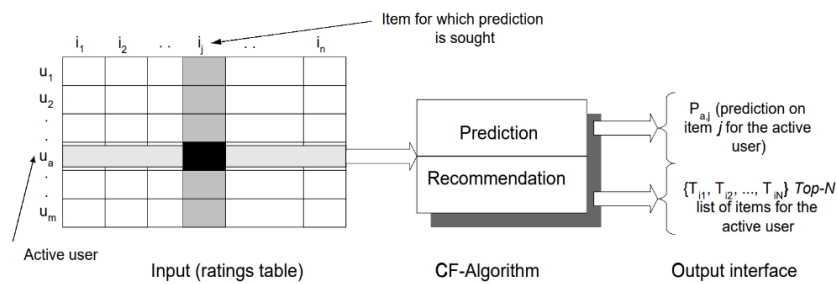 Item for which prediction
is sought
i1 i2 . . ij . . in
u1
u2
.
.
ua
.
.
um
Active user
Prediction
Recommendation
Pa,j (prediction on
item j for the active
user)
{Ti1, Ti2, ..., TiN} Top-N
list of items for the
active user
Input (ratings table)
CF-Algorithm
Output interface